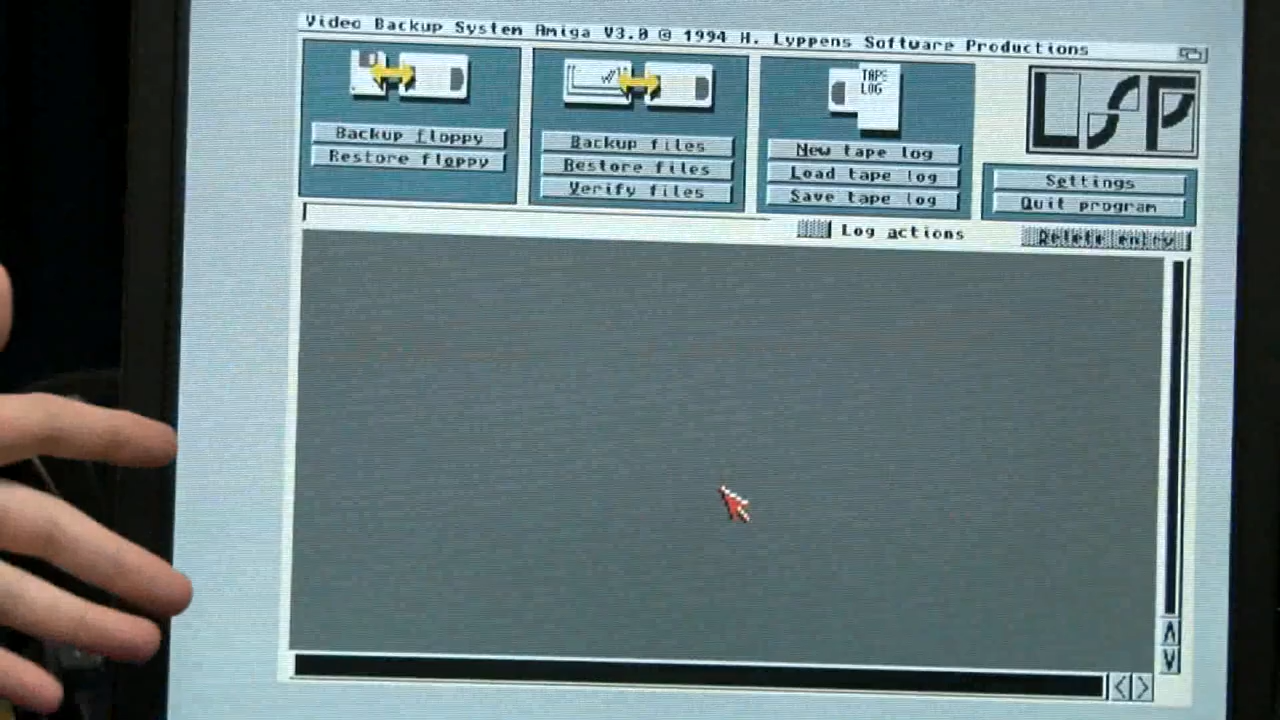 Video Backup System Amiga V3.0 © 1994 H. Lyppens Software Productions
Backup floppy
Restore floppy
Backup files
Restore files
Verify files
TAPE
LOG
New tape log
Load tape log
Save tape log
LSP
Settings
Quit program
Log actions
Delete entry